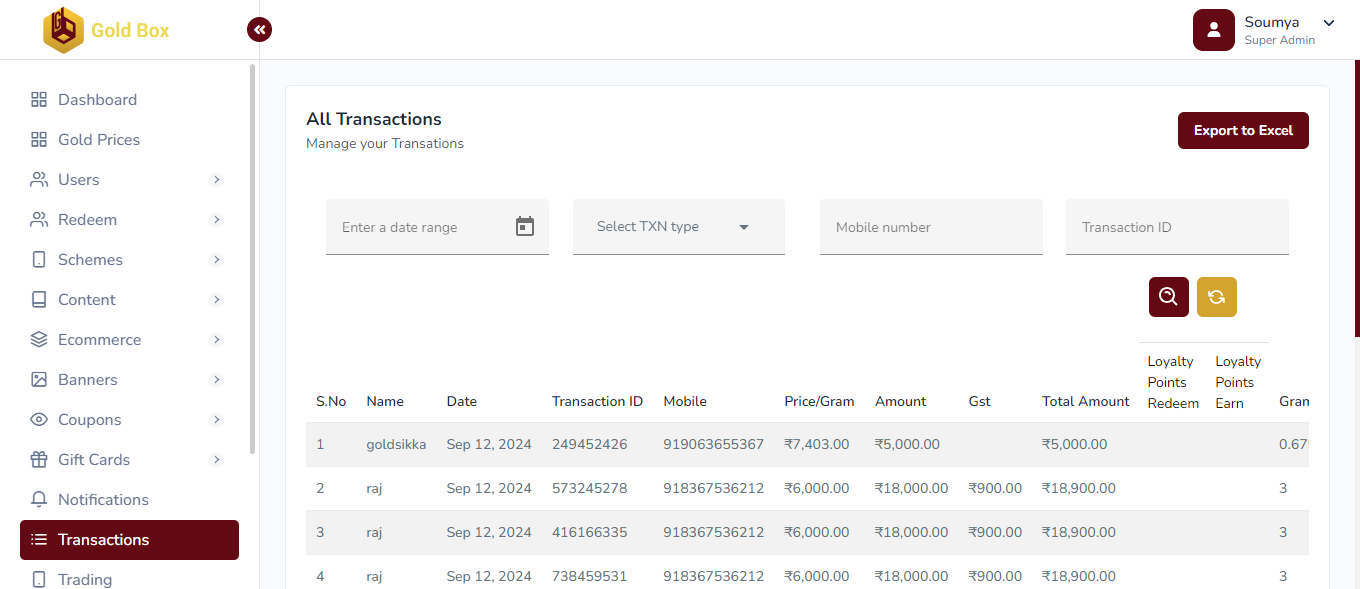 Gold Box
Soumya
Super Admin
Dashboard
Gold Prices
Users
Redeem
Schemes
Content
Ecommerce
Banners
Coupons
Gift Cards
Notifications
Transactions
Trading
All Transactions
Manage your Transations
Export to Excel
Enter a date range
Select TXN type
Mobile number
Transaction ID
S.No Name Date Transaction ID Mobile Price/Gram Amount Gst Total Amount Loyalty Points Redeem Loyalty Points Earn Gram
1 goldsikka Sep 12, 2024 249452426 919063655367 ₹7,403.00 ₹5,000.00 ₹5,000.00 0.67
2 raj Sep 12, 2024 573245278 918367536212 ₹6,000.00 ₹18,000.00 ₹900.00 ₹18,900.00 3
3 raj Sep 12, 2024 416166335 918367536212 ₹6,000.00 ₹18,000.00 ₹900.00 ₹18,900.00 3
4 raj Sep 12, 2024 738459531 918367536212 ₹6,000.00 ₹18,000.00 ₹900.00 ₹18,900.00 3